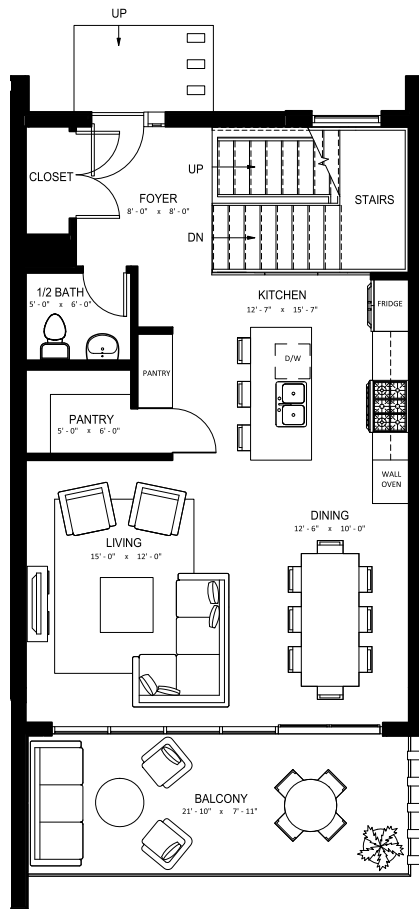 UP
CLOSET
FOYER
8' - 0" x 8' - 0"
UP
DN
STAIRS
1/2 BATH
5' - 0" x 6' - 0"
KITCHEN
12' - 7" x 15' - 7"
FRIDGE
D/W
PANTRY
PANTRY
5' - 0" x 6' - 0"
WALL
OVEN
LIVING
15' - 0" x 12' - 0"
DINING
12' - 6" x 10' - 0"
BALCONY
21' - 10" x 7' - 11"